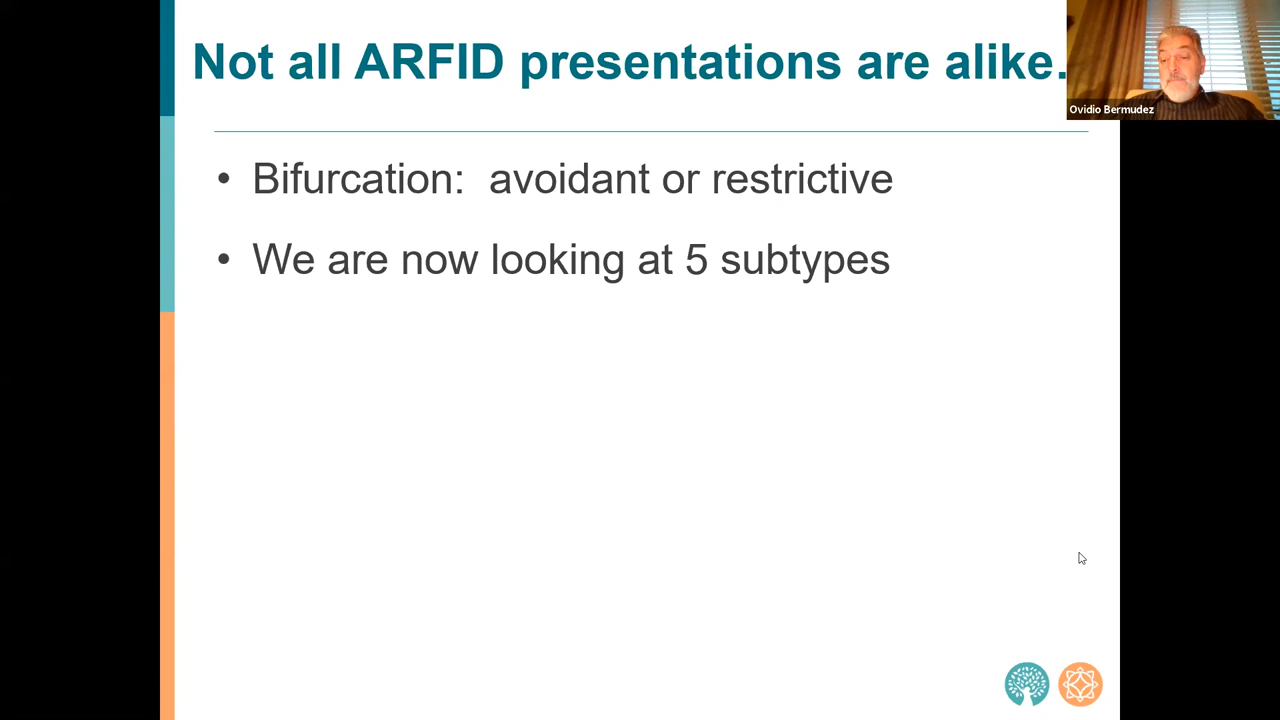 Not all ARFID presentations are alike.
Ovidio Bermudez
• Bifurcation:  avoidant or restrictive
• We are now looking at 5 subtypes